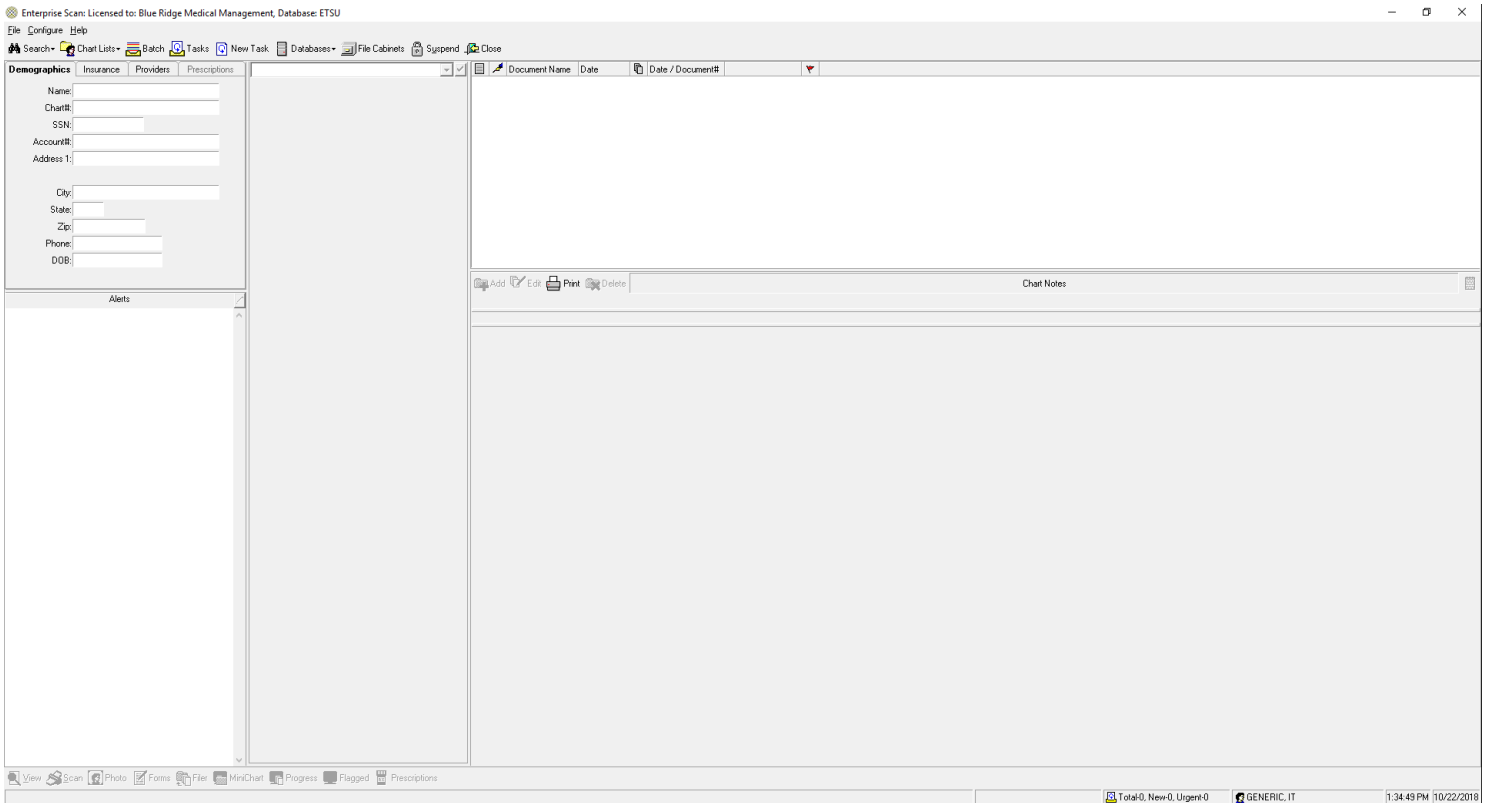 Enterprise Scan: Licensed to: Blue Ridge Medical Management, Database: ETSU
File Configure Help
Search Chart Lists Batch Tasks New Task Databases File Cabinets Suspend Close
Demographics Insurance Providers Prescriptions
Document Name Date Date / Document#
Name:
Chart#:
SSN:
Account#:
Address 1:
City:
State:
Zip:
Phone:
DOB:
Add Edit Print Delete Chart Notes
Alerts
View Scan Photo Forms Filer MiniChart Progress Flagged Prescriptions
Total-0, New-0, Urgent-0 GENERIC, IT 1:34:49 PM 10/22/2018